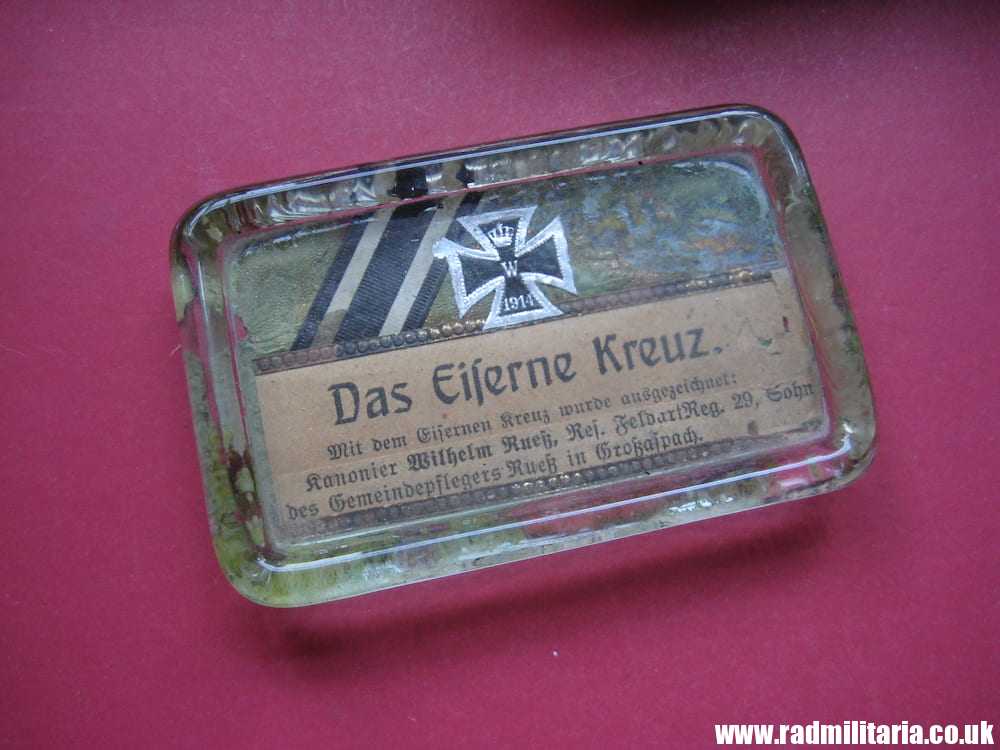 W
1914
Das Eiſerne Kreuz.
Mit dem Eiſernen Kreuz wurde ausgezeichnet:
Kanonier Wilhelm Rueß, Reſ. FeldartReg. 29, Sohn
des Gemeindepflegers Rueß in Großaſpach.
www.radmilitaria.co.uk